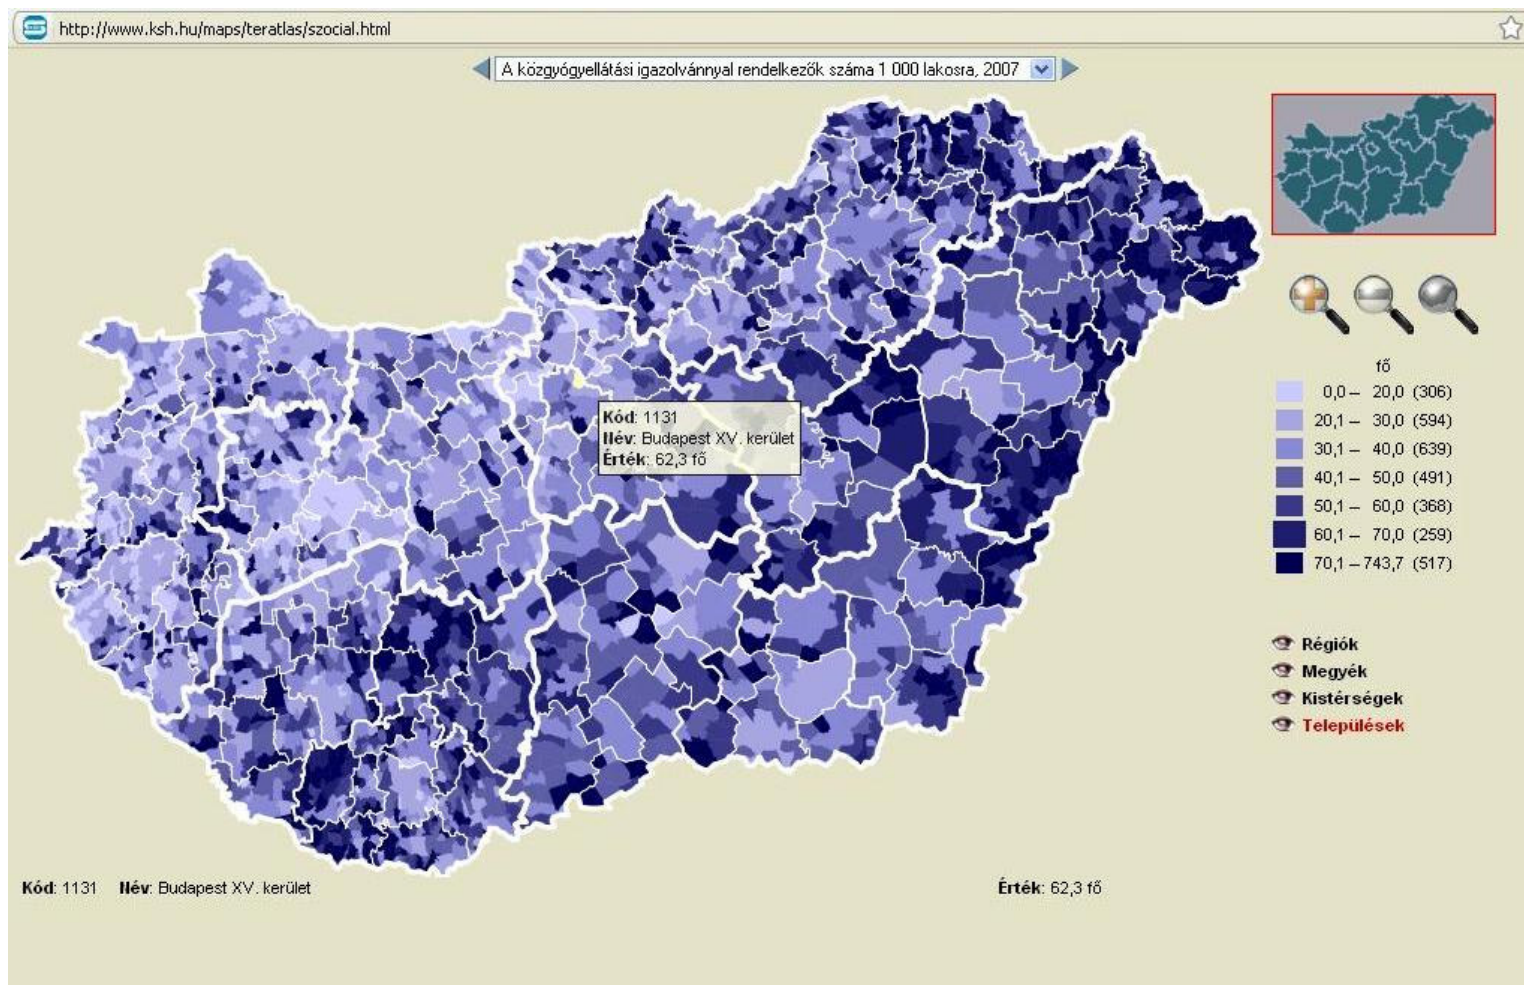 http://www.ksh.hu/maps/teratlas/szocial.html
A közgyógyellátási igazolvánnyal rendelkezők száma 1 000 lakosra, 2007
Kód: 1131
Név: Budapest XV. kerület
Érték: 62,3 fő
fő
0,0 – 20,0 (306)
20,1 – 30,0 (594)
30,1 – 40,0 (639)
40,1 – 50,0 (491)
50,1 – 60,0 (368)
60,1 – 70,0 (259)
70,1 – 743,7 (517)
Régiók
Megyék
Kistérségek
Települések
Kód: 1131 Név: Budapest XV. kerület Érték: 62,3 fő